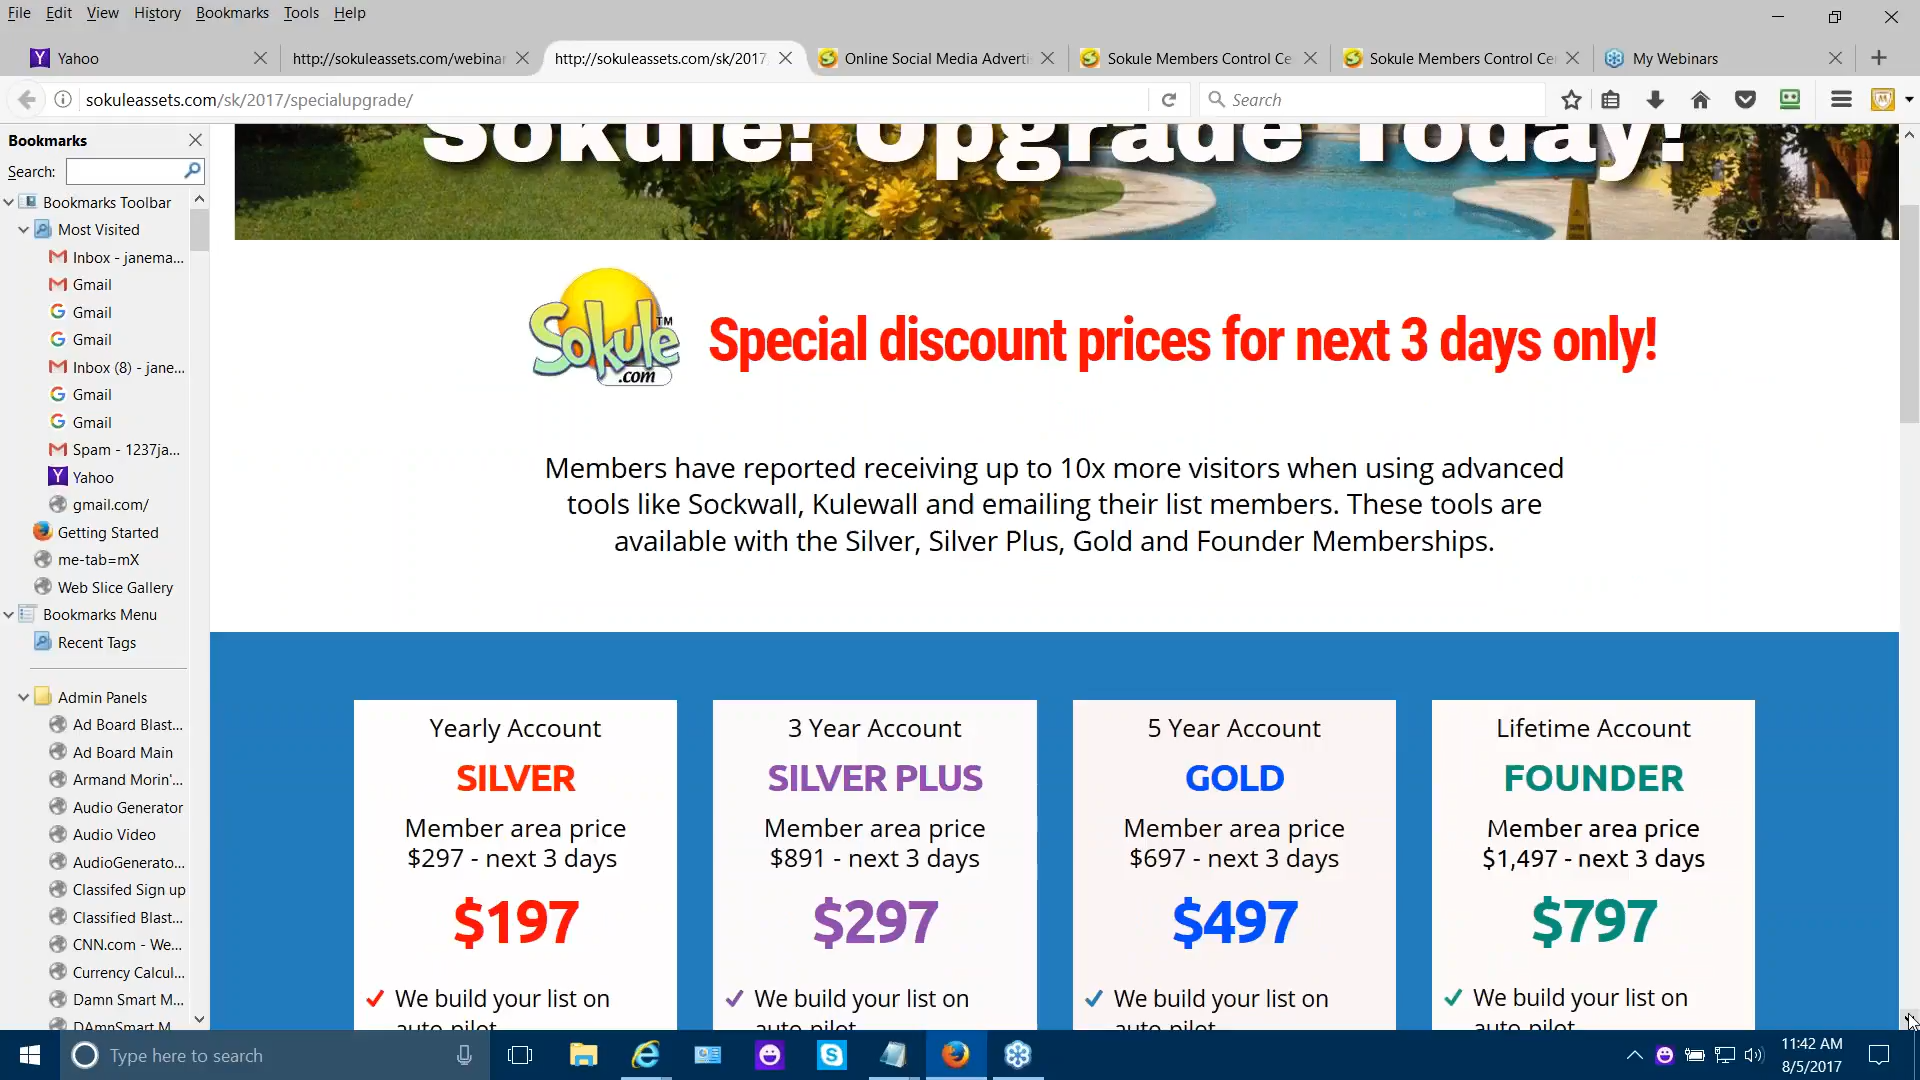 File Edit View History Bookmarks Tools Help
Yahoo
http://sokuleassets.com/webinar
http://sokuleassets.com/sk/2017
Online Social Media Adverti
Sokule Members Control Ce
Sokule Members Control Ce
My Webinars
sokuleassets.com/sk/2017/specialupgrade/
Search
Bookmarks
Search:
Bookmarks Toolbar
Most Visited
Inbox - janema...
Gmail
Gmail
Gmail
Inbox (8) - jane...
Gmail
Gmail
Spam - 1237ja...
Yahoo
gmail.com/
Getting Started
me-tab=mX
Web Slice Gallery
Bookmarks Menu
Recent Tags
Admin Panels
Ad Board Blast...
Ad Board Main
Armand Morin'...
Audio Generator
Audio Video
AudioGenerato...
Classifed Sign up
Classified Blast...
CNN.com - We...
Currency Calcul...
Damn Smart M...
DAmnSmart M
Sokule! Upgrade Today!
Sokule™
.com
Special discount prices for next 3 days only!
Members have reported receiving up to 10x more visitors when using advanced
tools like Sockwall, Kulewall and emailing their list members. These tools are
available with the Silver, Silver Plus, Gold and Founder Memberships.
Yearly Account
SILVER
Member area price
$297 - next 3 days
$197
We build your list on
auto-pilot
3 Year Account
SILVER PLUS
Member area price
$891 - next 3 days
$297
We build your list on
auto-pilot
5 Year Account
GOLD
Member area price
$697 - next 3 days
$497
We build your list on
auto-pilot
Lifetime Account
FOUNDER
Member area price
$1,497 - next 3 days
$797
We build your list on
auto-pilot
Type here to search
11:42 AM
8/5/2017